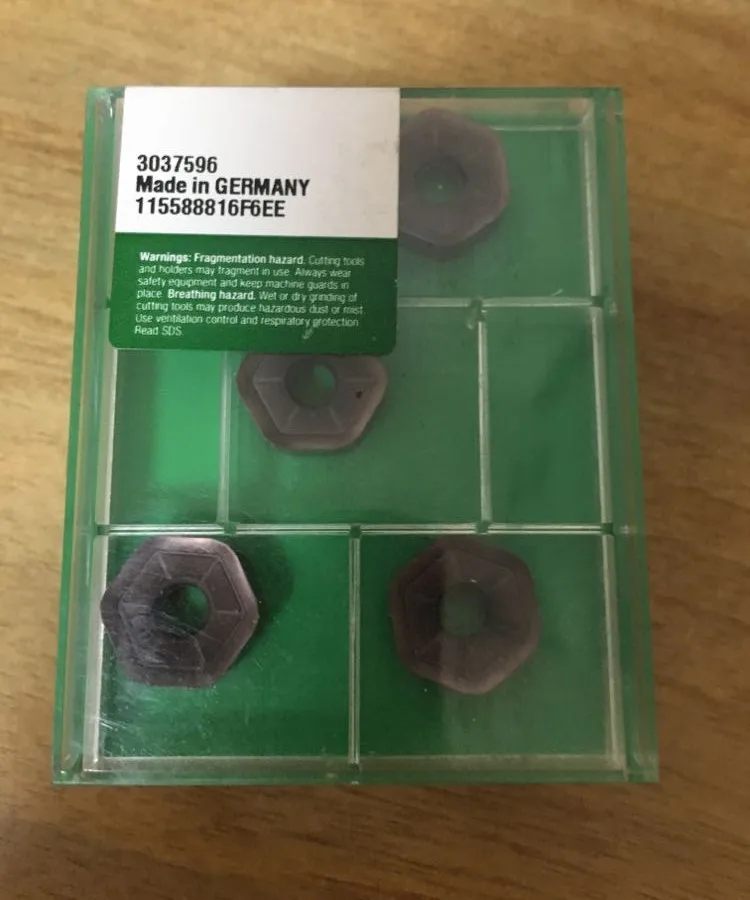 3037596
Made in GERMANY
115588816F6EE
Warnings: Fragmentation hazard. Cutting tools
and holders may fragment in use. Always wear
safety equipment and keep machine guards in
place. Breathing hazard. Wet or dry grinding of
cutting tools may produce hazardous dust or mist.
Use ventilation control and respiratory protection
Read SDS.